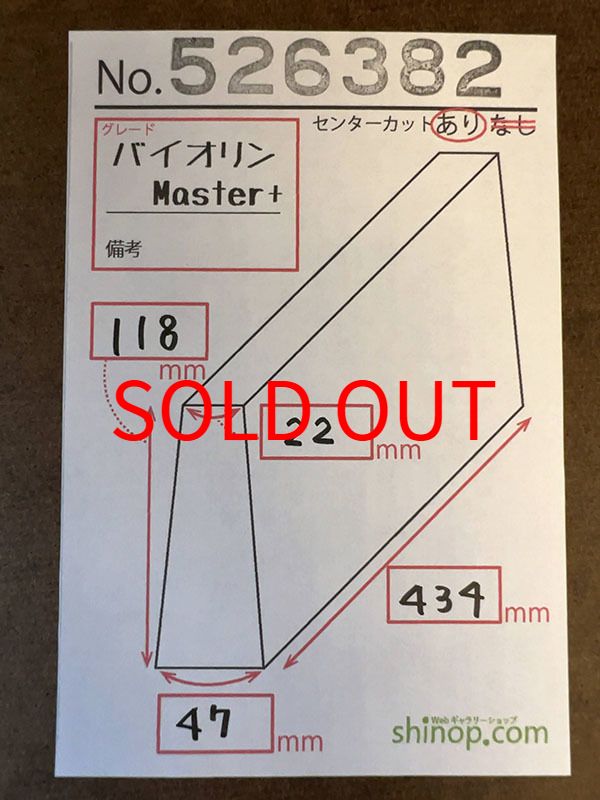 No.526382
センターカット あり なし
グレード
バイオリン
Master+
備考
118
mm
SOLD OUT
22 mm
434 mm
47 mm
Webギャラリーショップ
shinop.com